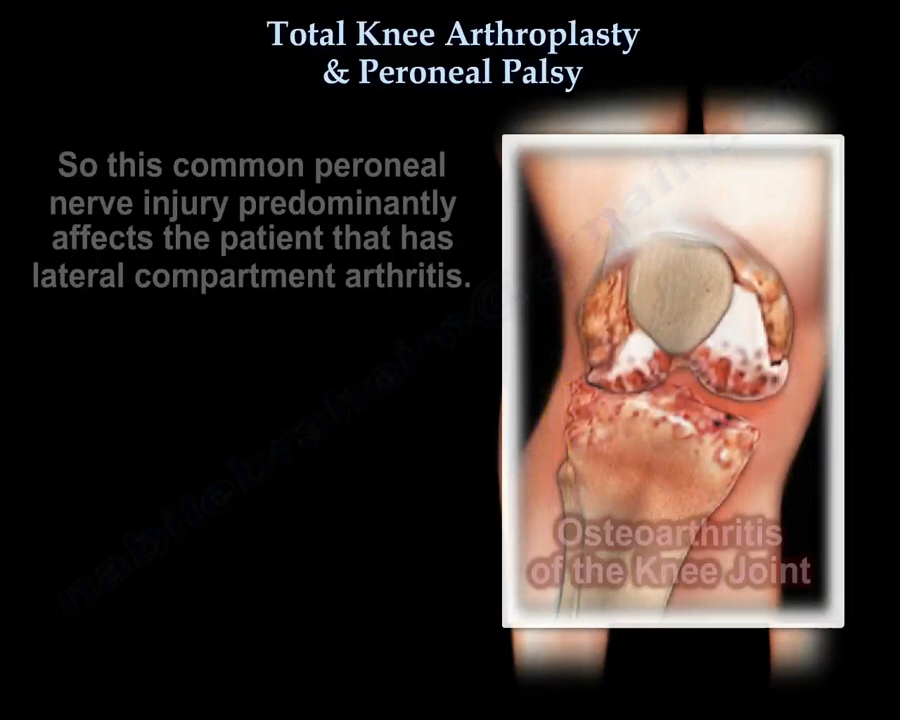 Total Knee Arthroplasty
& Peroneal Palsy
So this common peroneal
nerve injury predominantly
affects the patient that has
lateral compartment arthritis.
Osteoarthritis
of the Knee Joint